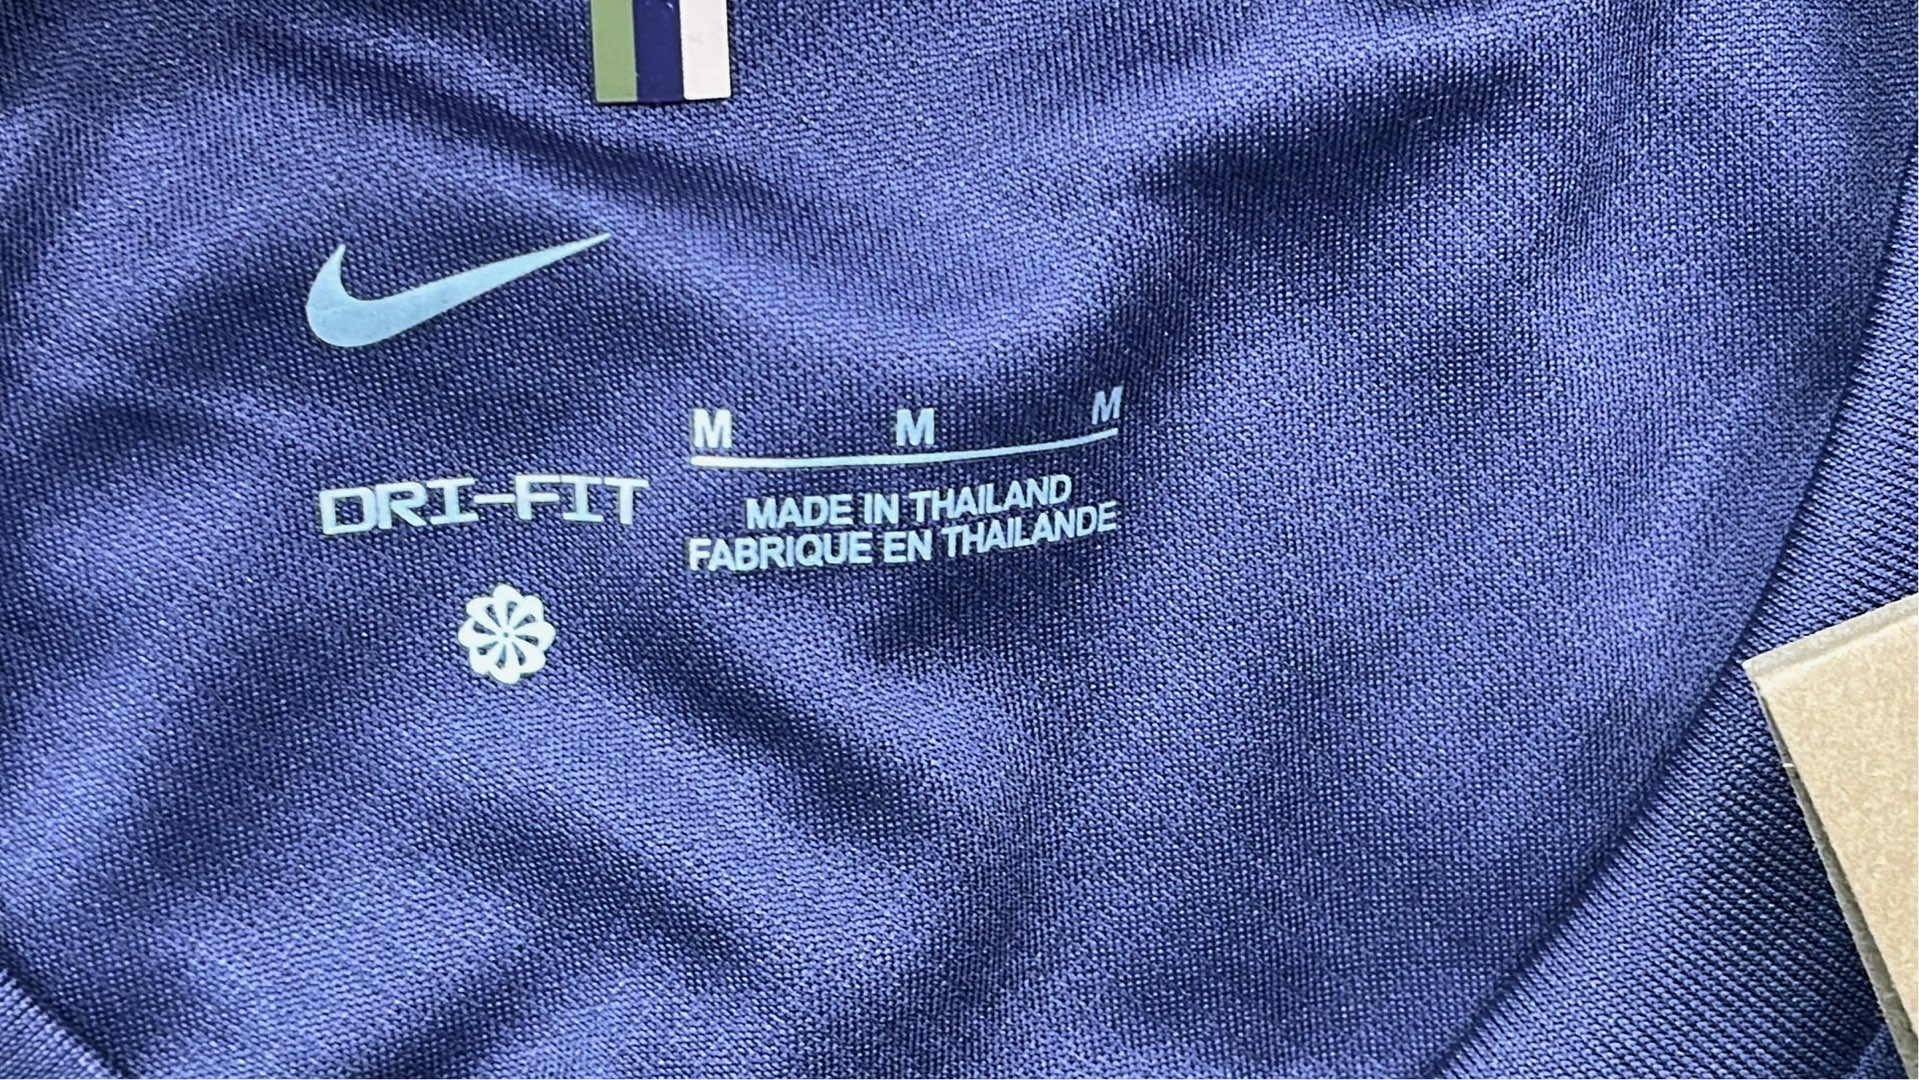 M M M
DRI-FIT
MADE IN THAILAND
FABRIQUE EN THAILANDE